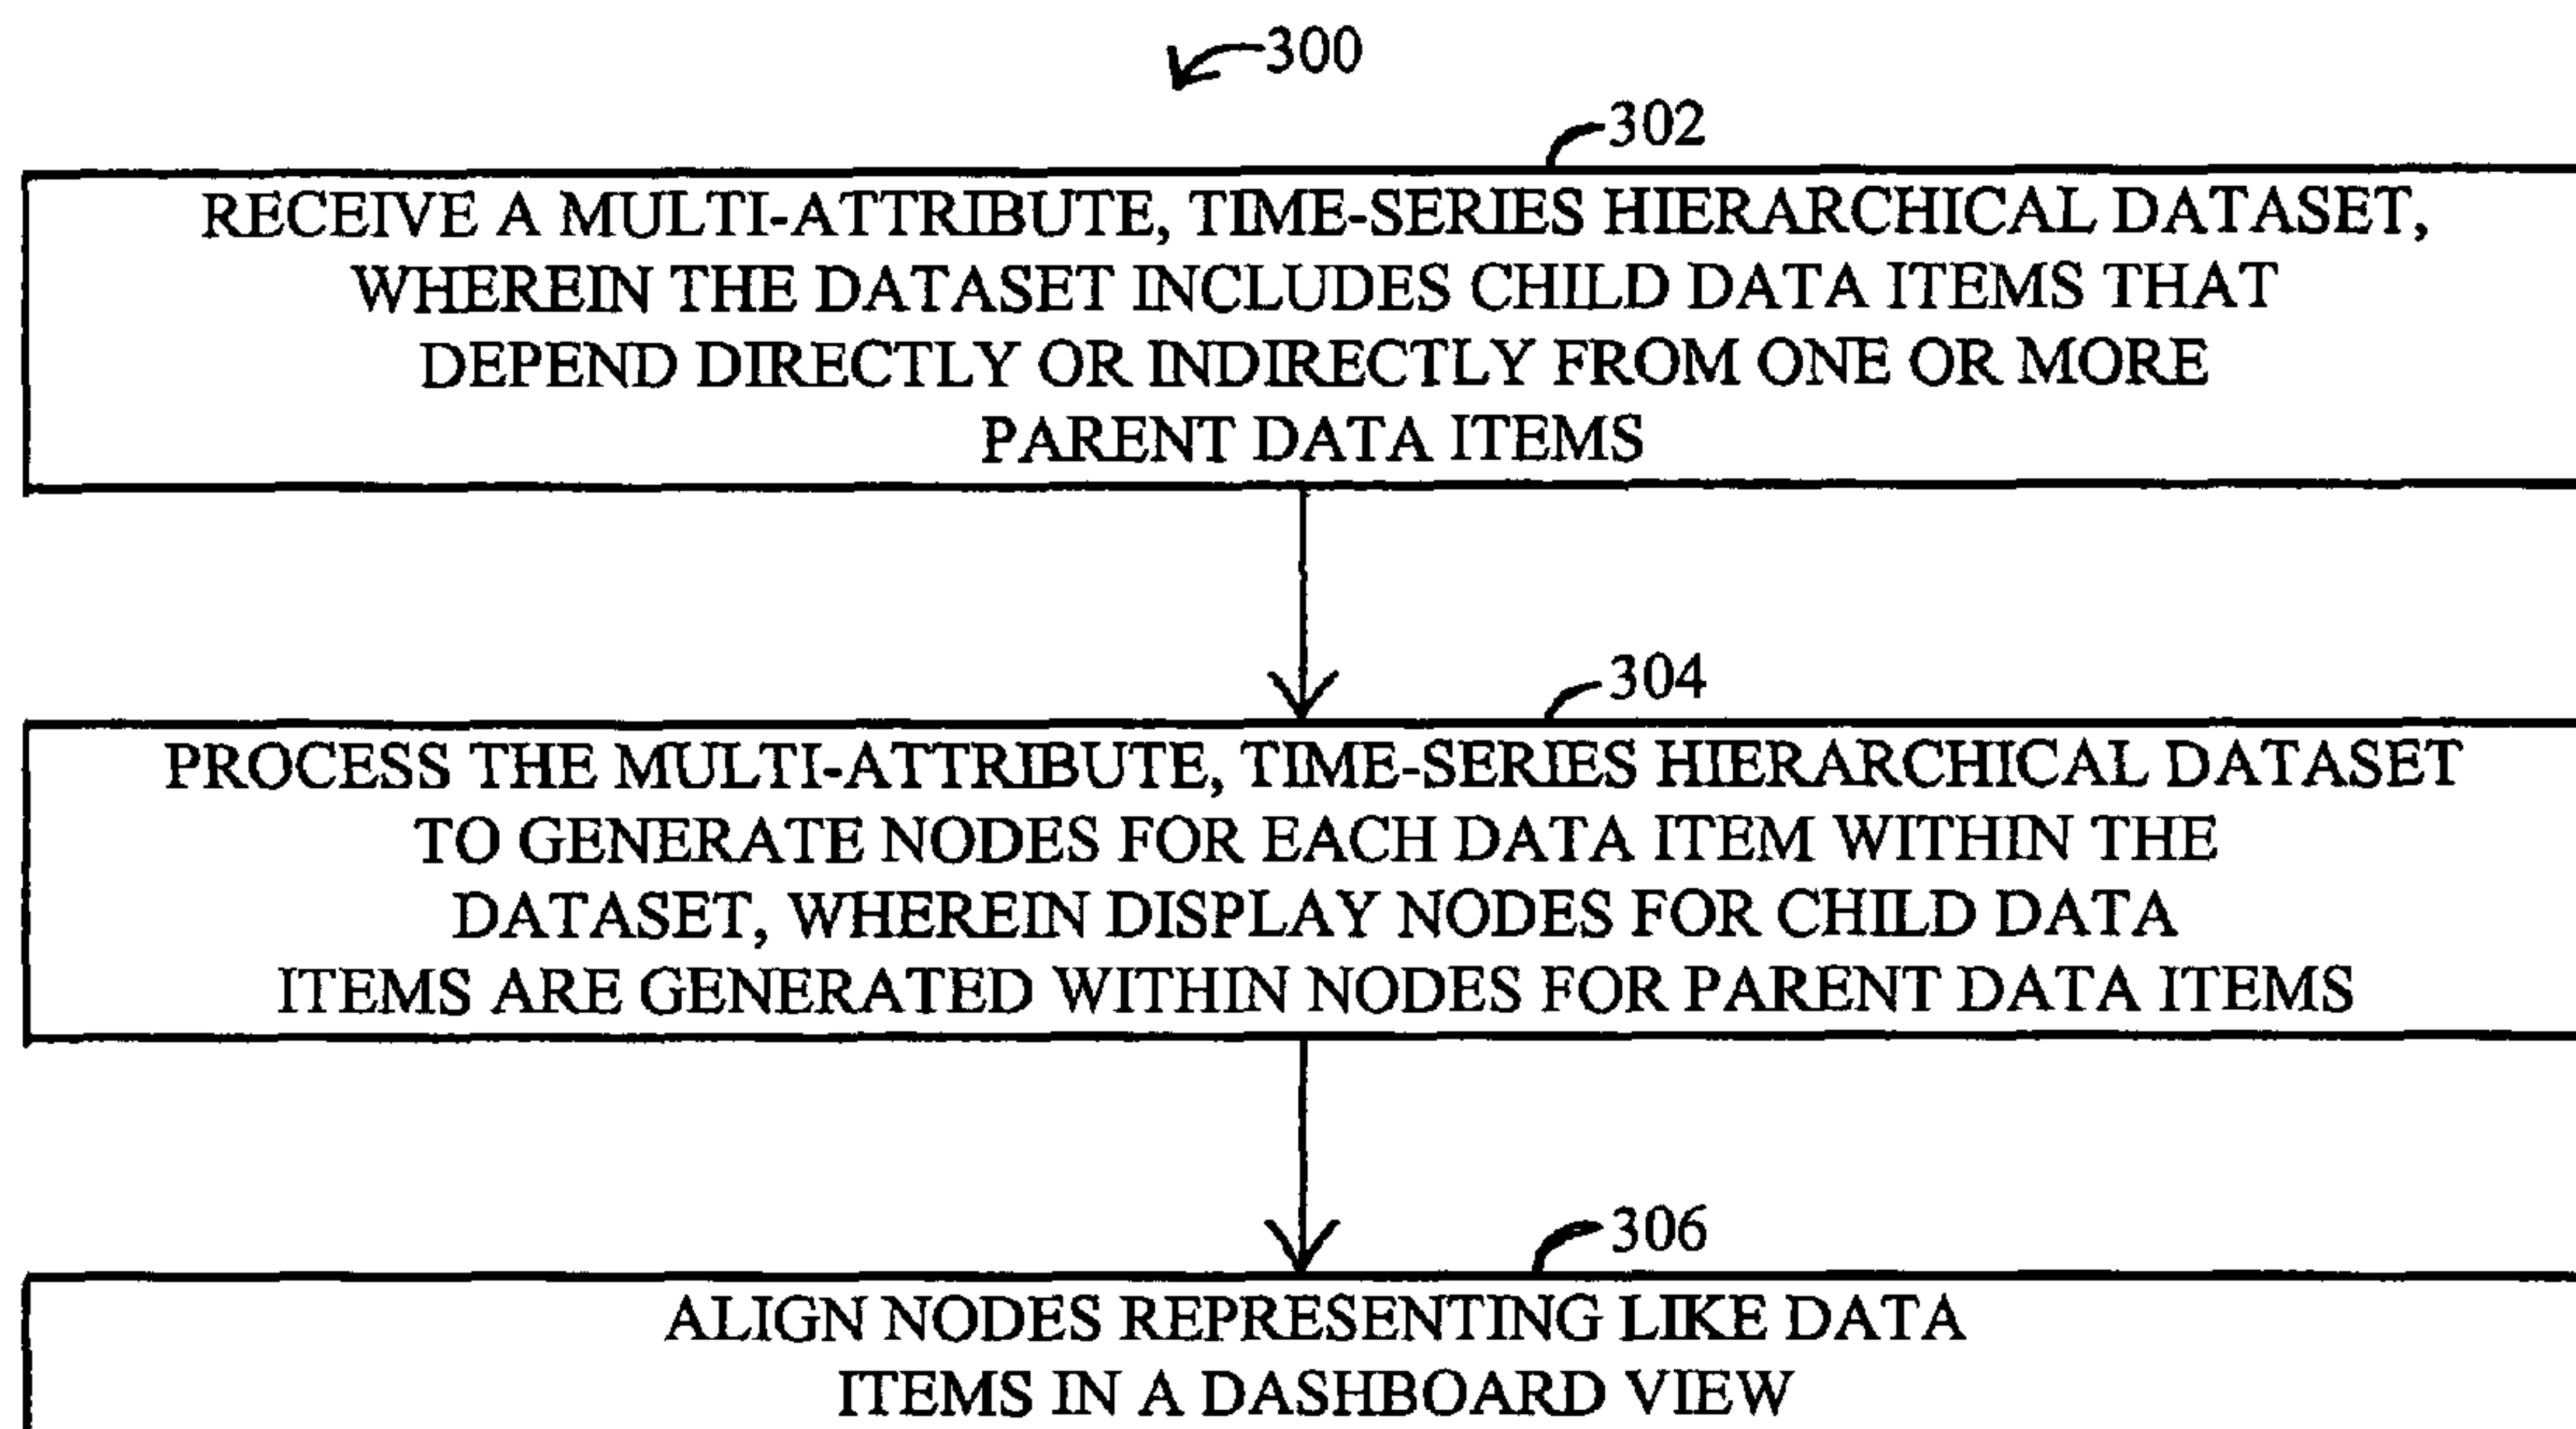 300
302
RECEIVE A MULTI-ATTRIBUTE, TIME-SERIES HIERARCHICAL DATASET,
WHEREIN THE DATASET INCLUDES CHILD DATA ITEMS THAT
DEPEND DIRECTLY OR INDIRECTLY FROM ONE OR MORE
PARENT DATA ITEMS
304
PROCESS THE MULTI-ATTRIBUTE, TIME-SERIES HIERARCHICAL DATASET
TO GENERATE NODES FOR EACH DATA ITEM WITHIN THE
DATASET, WHEREIN DISPLAY NODES FOR CHILD DATA
ITEMS ARE GENERATED WITHIN NODES FOR PARENT DATA ITEMS
306
ALIGN NODES REPRESENTING LIKE DATA
ITEMS IN A DASHBOARD VIEW